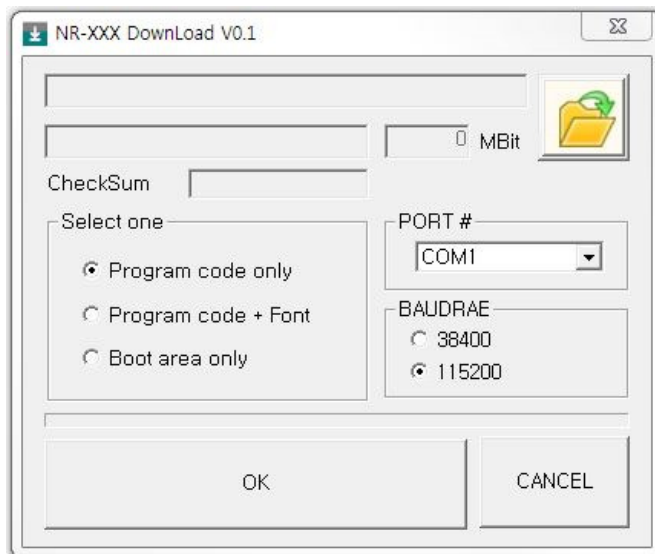 NR-XXX DownLoad V0.1
0 MBit
CheckSum
Select one
Program code only
Program code + Font
Boot area only
PORT #
COM1
BAUDRAE
38400
115200
OK
CANCEL